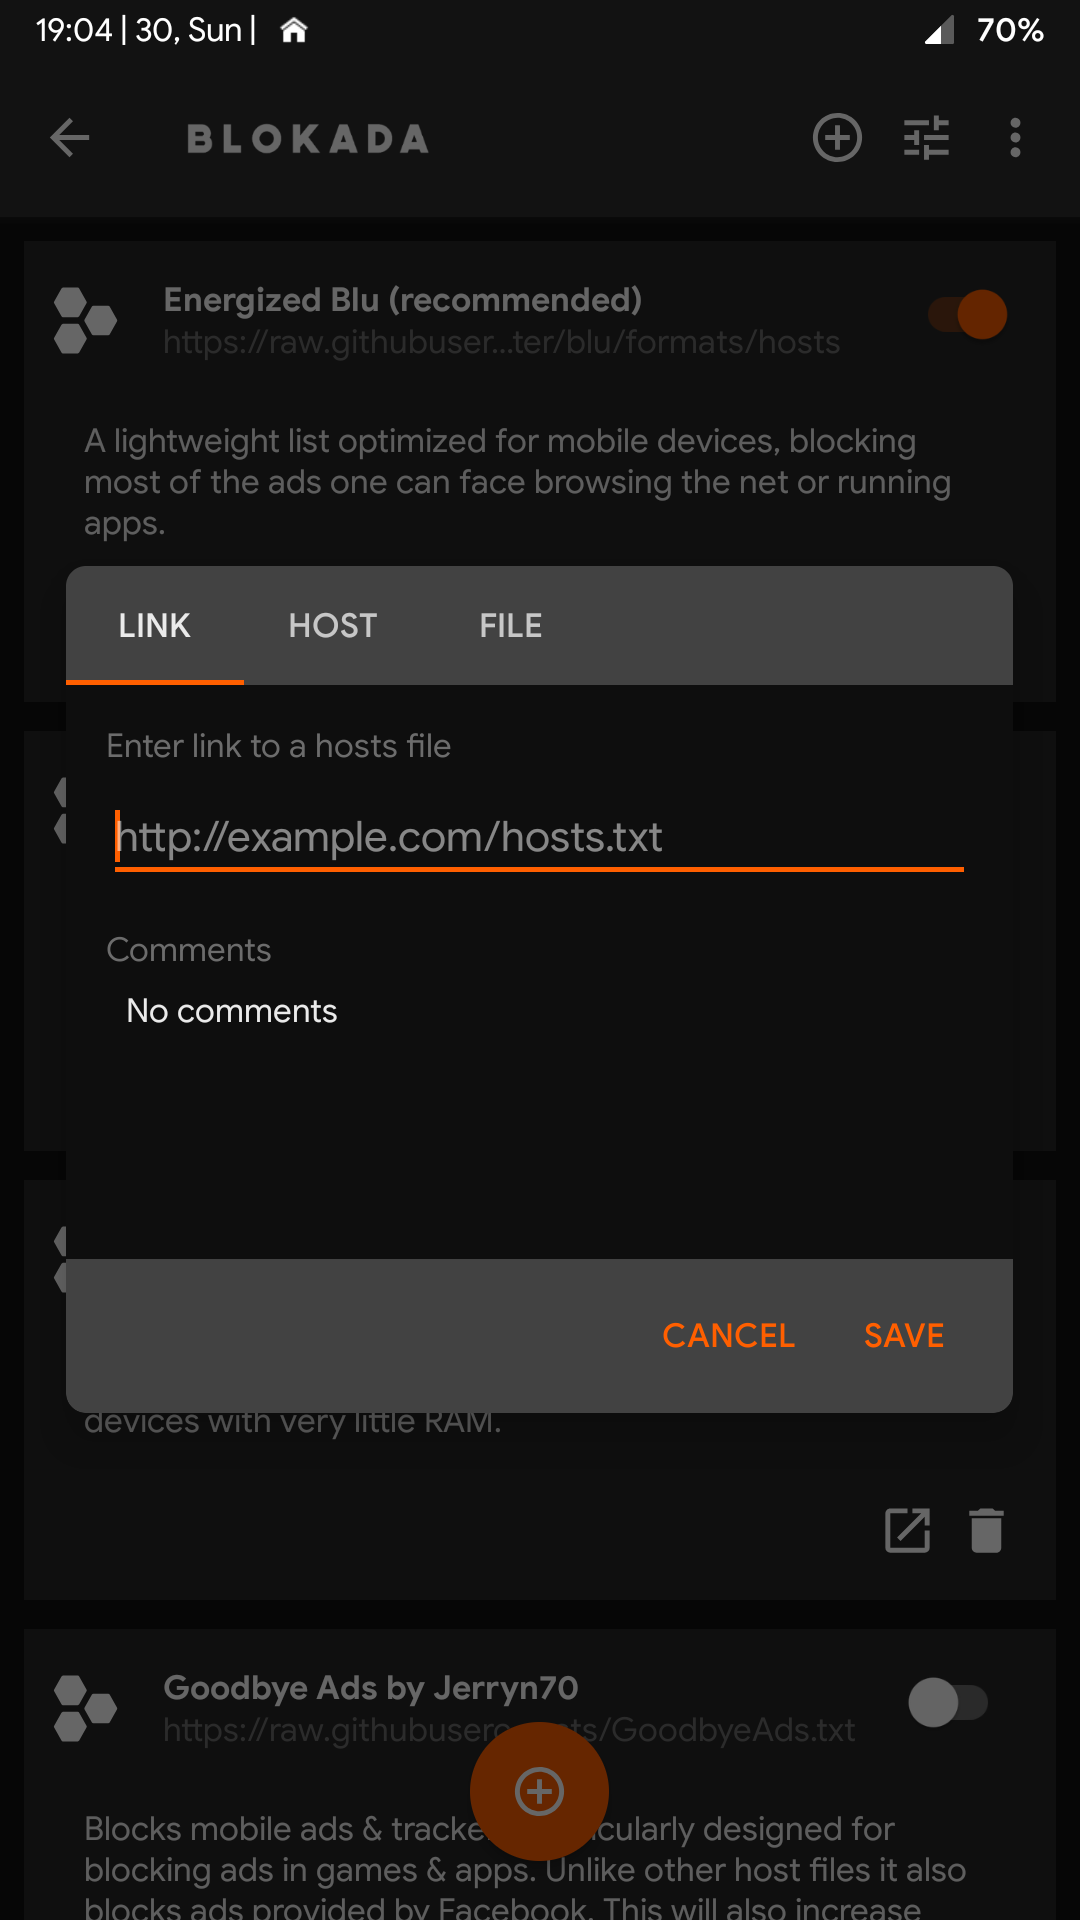 19:04 | 30, Sun |
70%
BLOKADA
Energized Blu (recommended)
https://raw.githubuser...ter/blu/formats/hosts
A lightweight list optimized for mobile devices, blocking
most of the ads one can face browsing the net or running
apps.
LINK HOST FILE
Enter link to a hosts file
http://example.com/hosts.txt
Comments
No comments
CANCEL SAVE
devices with very little RAM.
Goodbye Ads by Jerryn70
https://raw.githubuserc ts/GoodbyeAds.txt
Blocks mobile ads & tracke cularly designed for
blocking ads in games & apps. Unlike other host files it also
blocks ads provided by Facebook. This will also increase